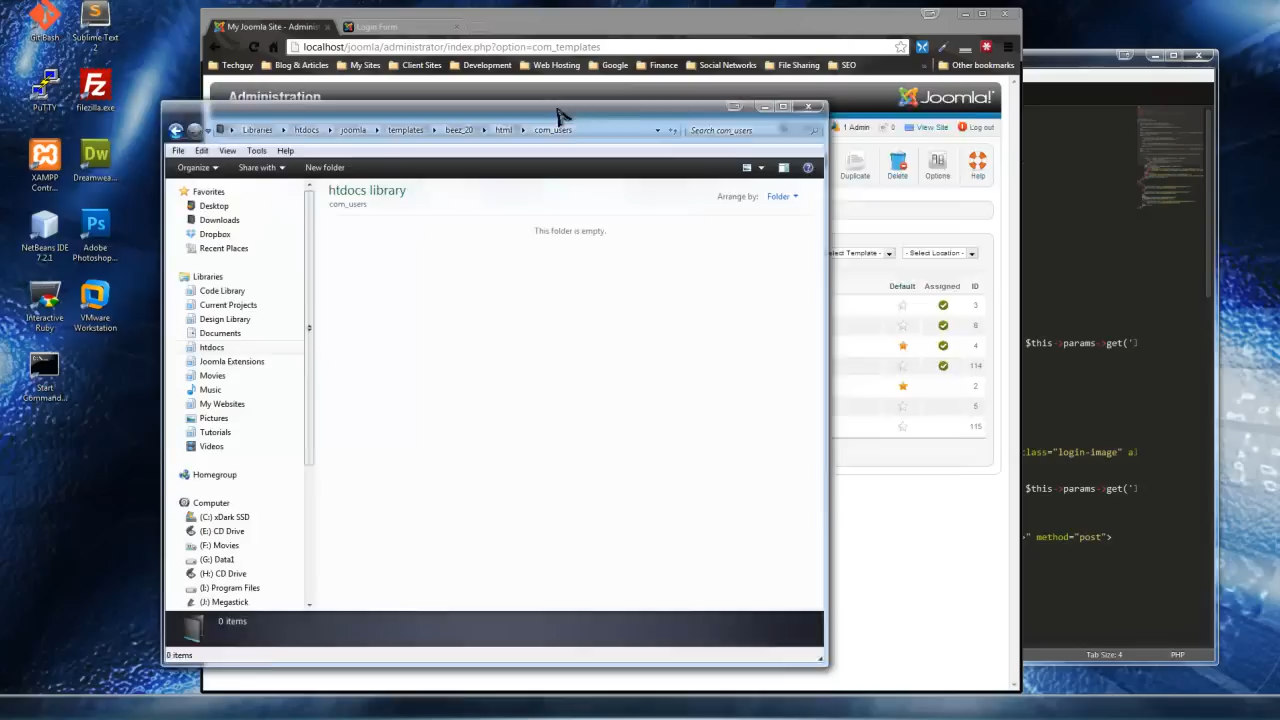 Git Bash
Sublime-Text 2
PuTTY
filezilla.exe
XAMPP Contr...
Dreamwea...
NetBeans IDE 7.2.1
Adobe Photoshop...
Interactive Ruby
VMware Workstation
Start Command...
My Joomla Site - Adminin
Login Form
localhost/joomla/administrator/index.php?option=com_templates
Techguy
Blog & Articles
My Sites
Client Sites
Development
Web Hosting
Google
Finance
Social Networks
File Sharing
SEO
Other bookmarks
Administration
Joomla!
1 Admin
0
View Site
Log out
Duplicate
Delete
Options
Help
elect Template -
- Select Location -
Default
Assigned
ID
3
8
4
114
2
5
115
Libraries
htdocs
joomla
templates
beez_20
html
com_users
Search com_users
File
Edit
View
Tools
Help
Organize
Share with
New folder
htdocs library
com_users
Arrange by:
Folder
This folder is empty.
Favorites
Desktop
Downloads
Dropbox
Recent Places
Libraries
Code Library
Current Projects
Design Library
Documents
htdocs
Joomla Extensions
Movies
Music
My Websites
Pictures
Tutorials
Videos
Homegroup
Computer
(C:) xDark SSD
(E:) CD Drive
(F:) Movies
(G:) Data1
(H:) CD Drive
(I:) Program Files
(J:) Megastick
0 items
0 items
$this->params->get('
class="login-image" a
$this->params->get('
" method="post">
Tab Size: 4
PHP